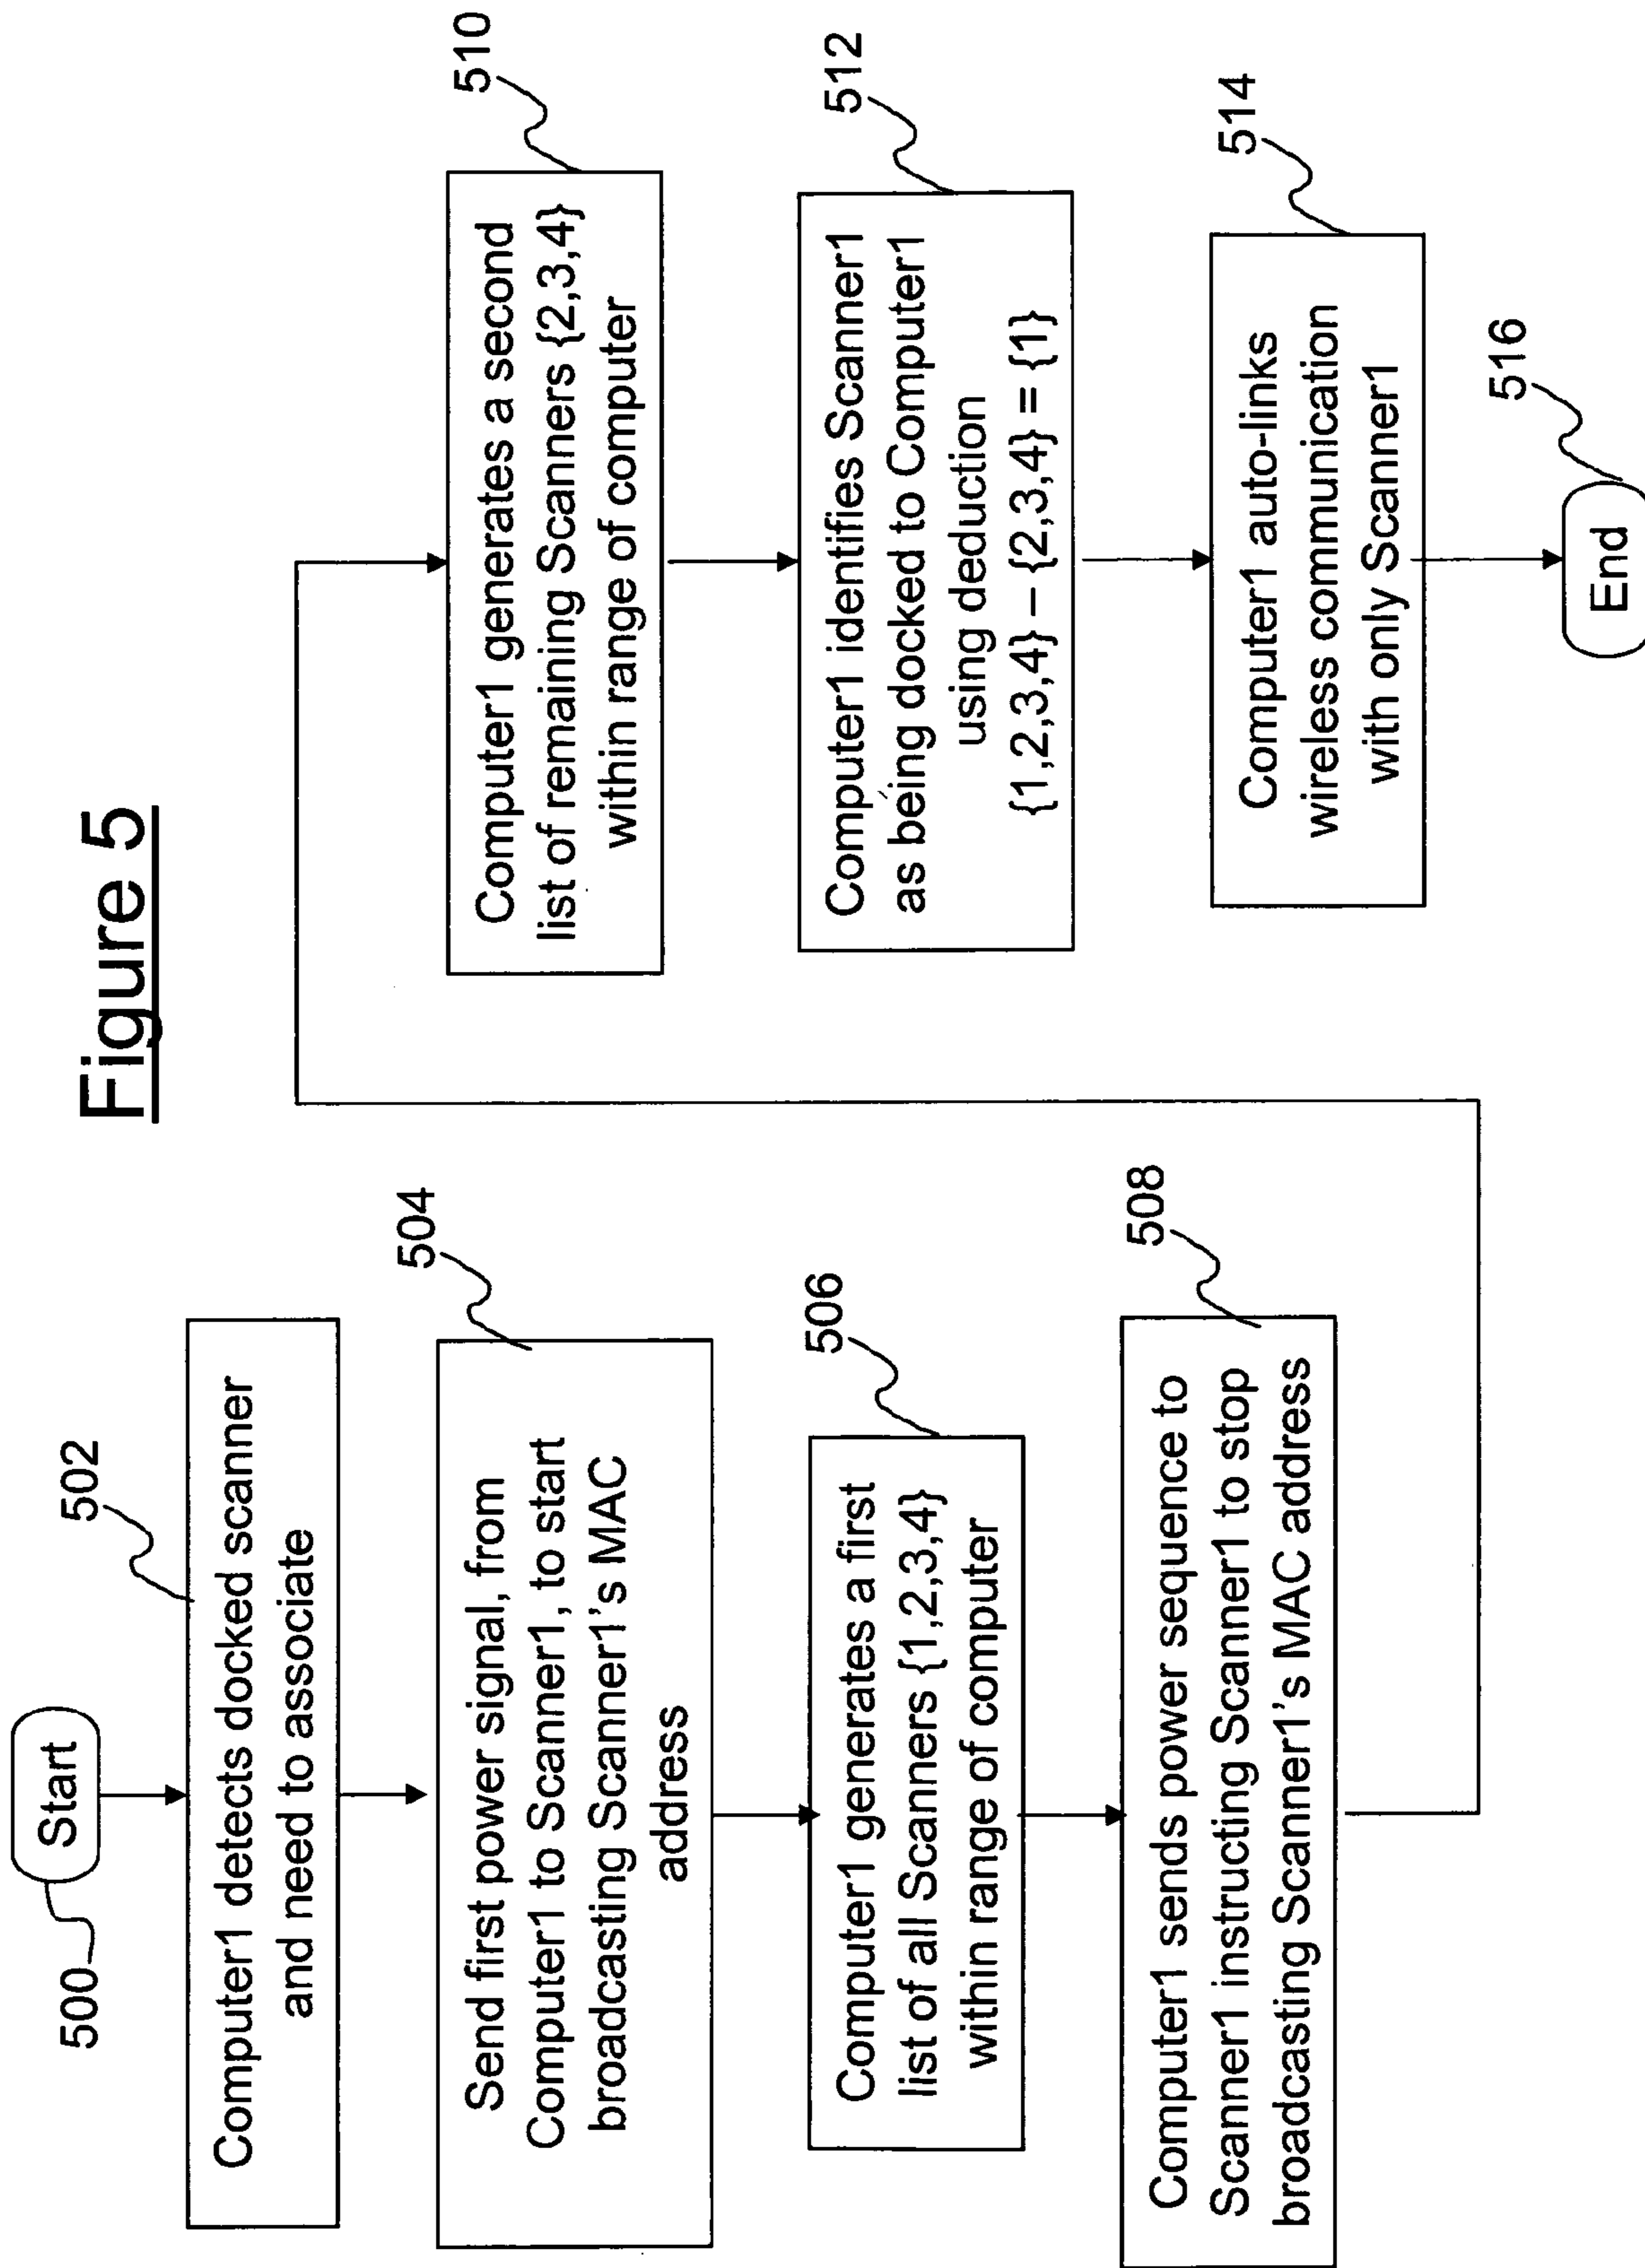 Figure 5
500
Start
502
Computer1 detects docked scanner
and need to associate
504
Send first power signal, from
Computer1 to Scanner1, to start
broadcasting Scanner1's MAC
address
506
Computer1 generates a first
list of all Scanners {1,2,3,4}
within range of computer
508
Computer1 sends power sequence to
Scanner1 instructing Scanner1 to stop
broadcasting Scanner1's MAC address
510
Computer1 generates a second
list of remaining Scanners {2,3,4}
within range of computer
512
Computer1 identifies Scanner1
as being docked to Computer1
using deduction
{1,2,3,4} – {2,3,4} = {1}
514
Computer1 auto-links
wireless communication
with only Scanner1
516
End